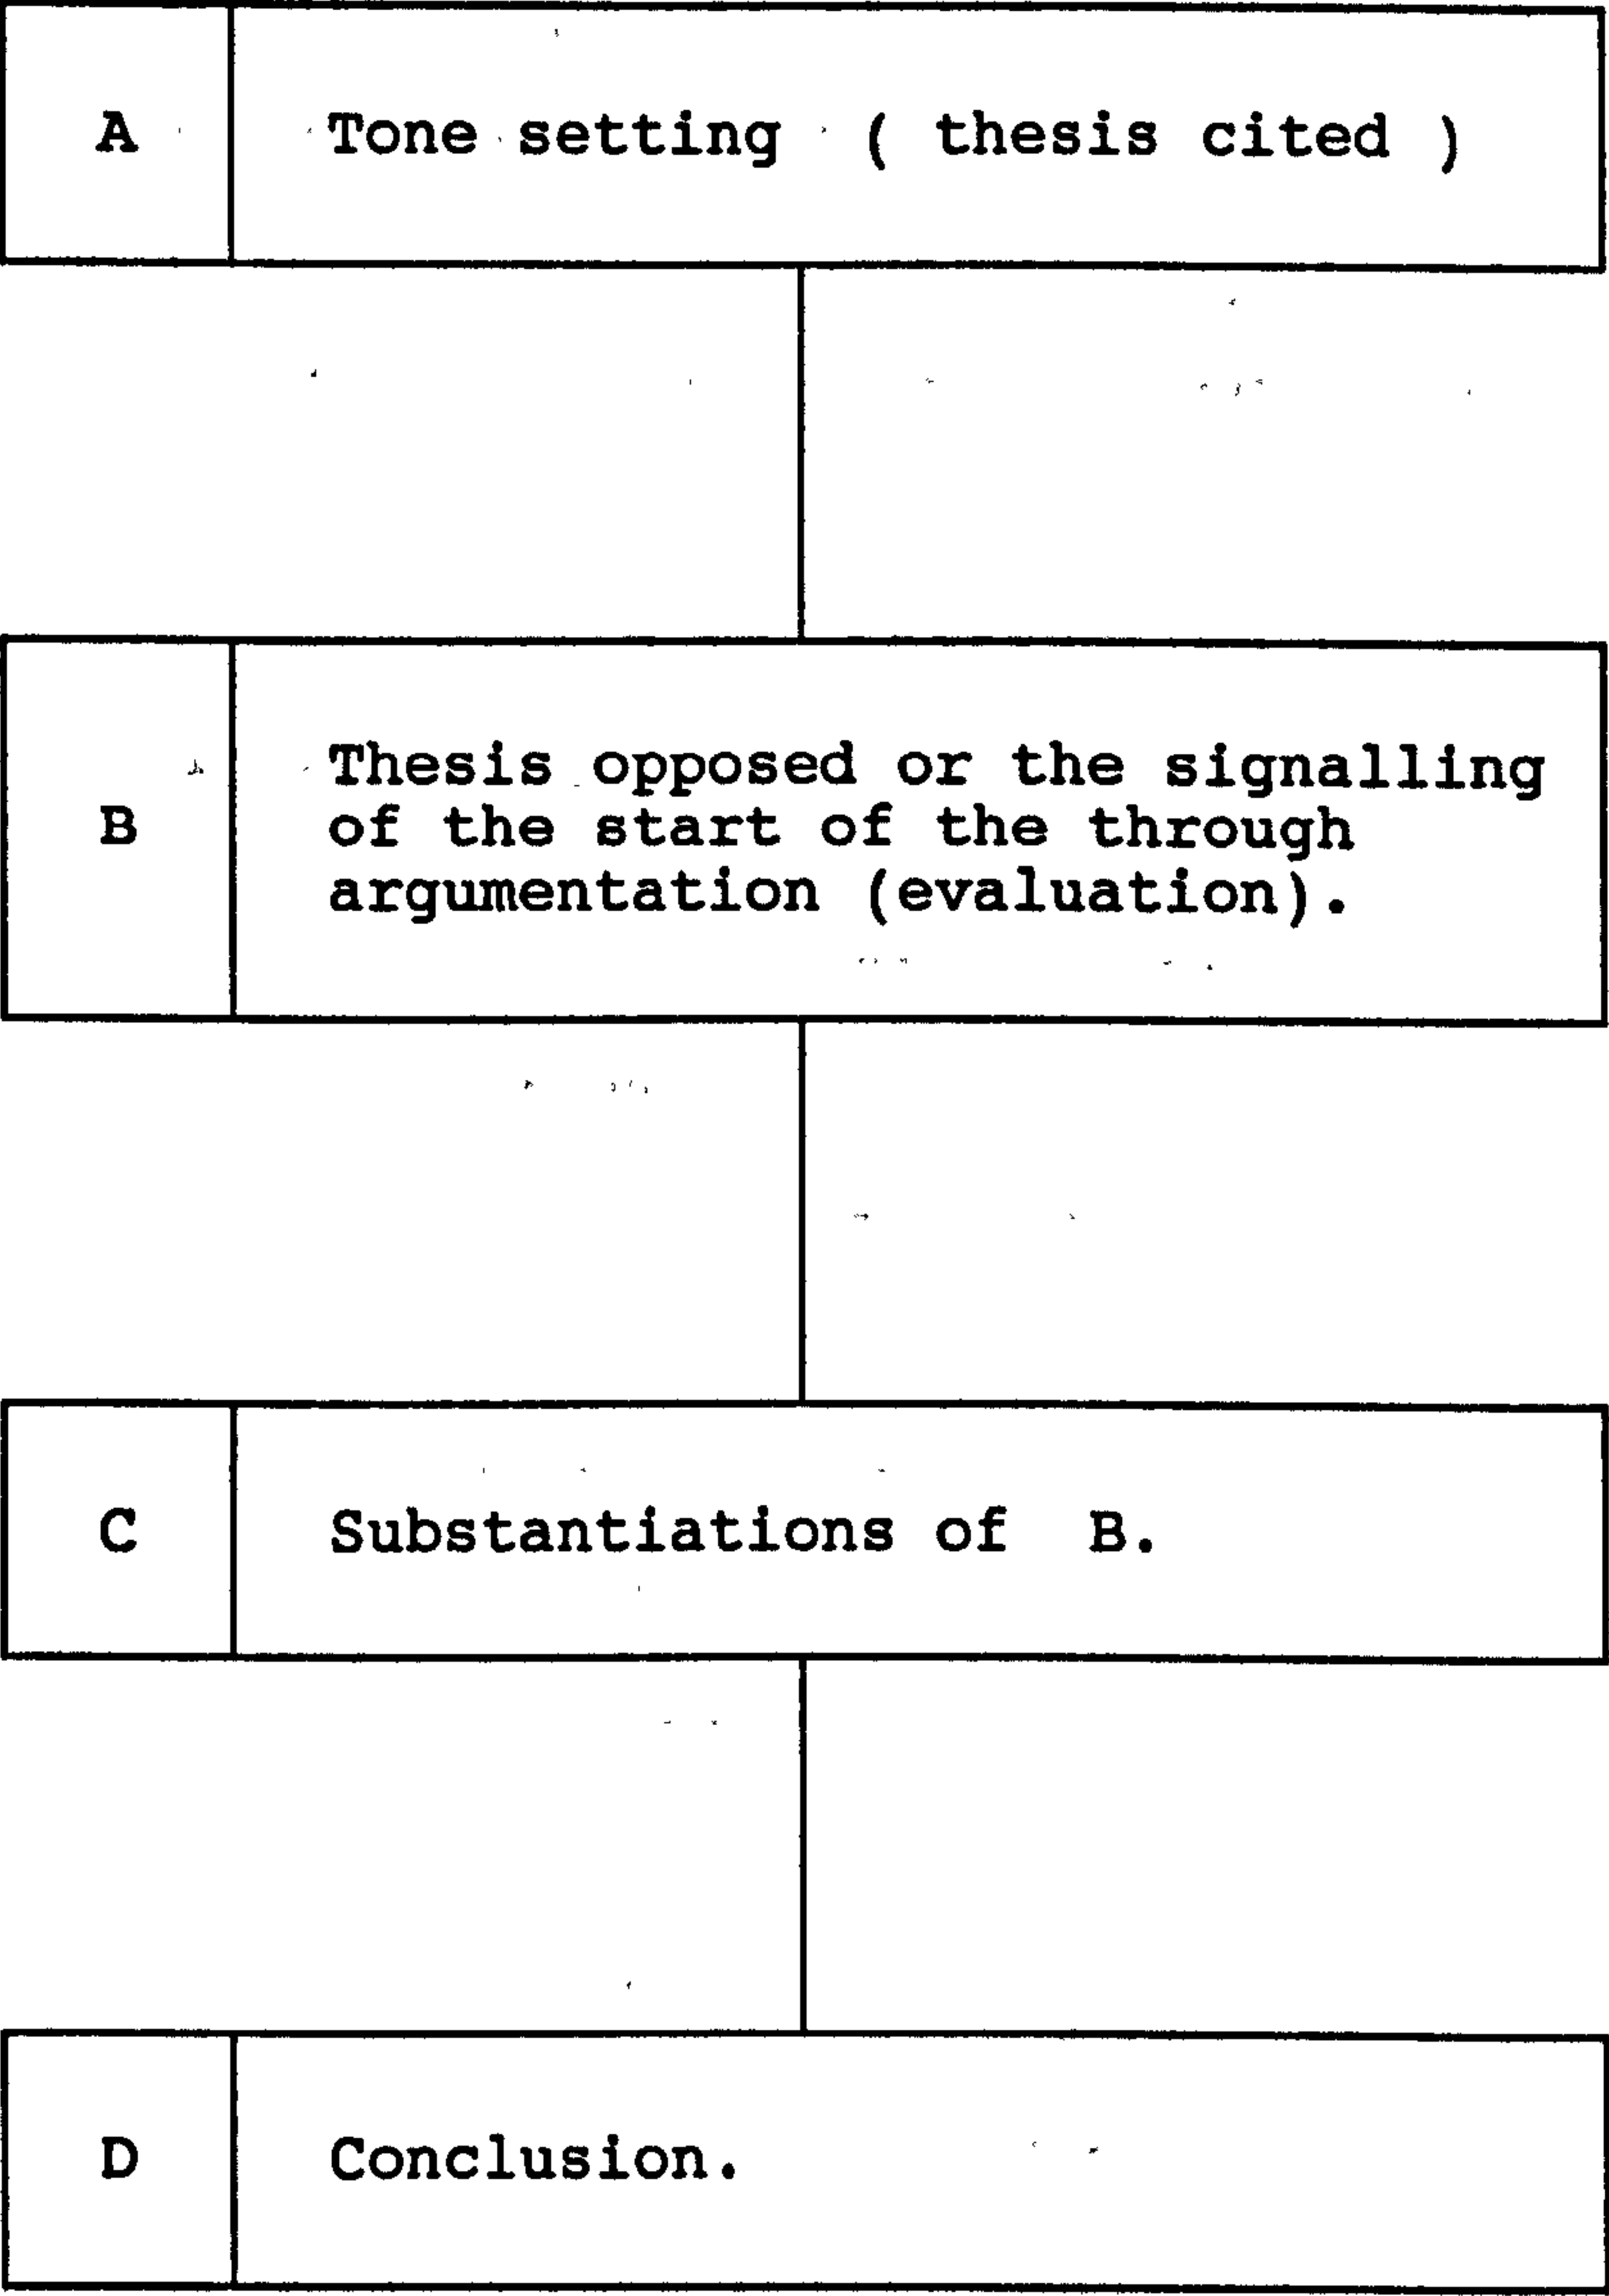 A Tone setting ( thesis cited )
Thesis opposed or the signalling
B of the start of the through
argumentation (evaluation).
C Substantiations of B.
D Conclusion.